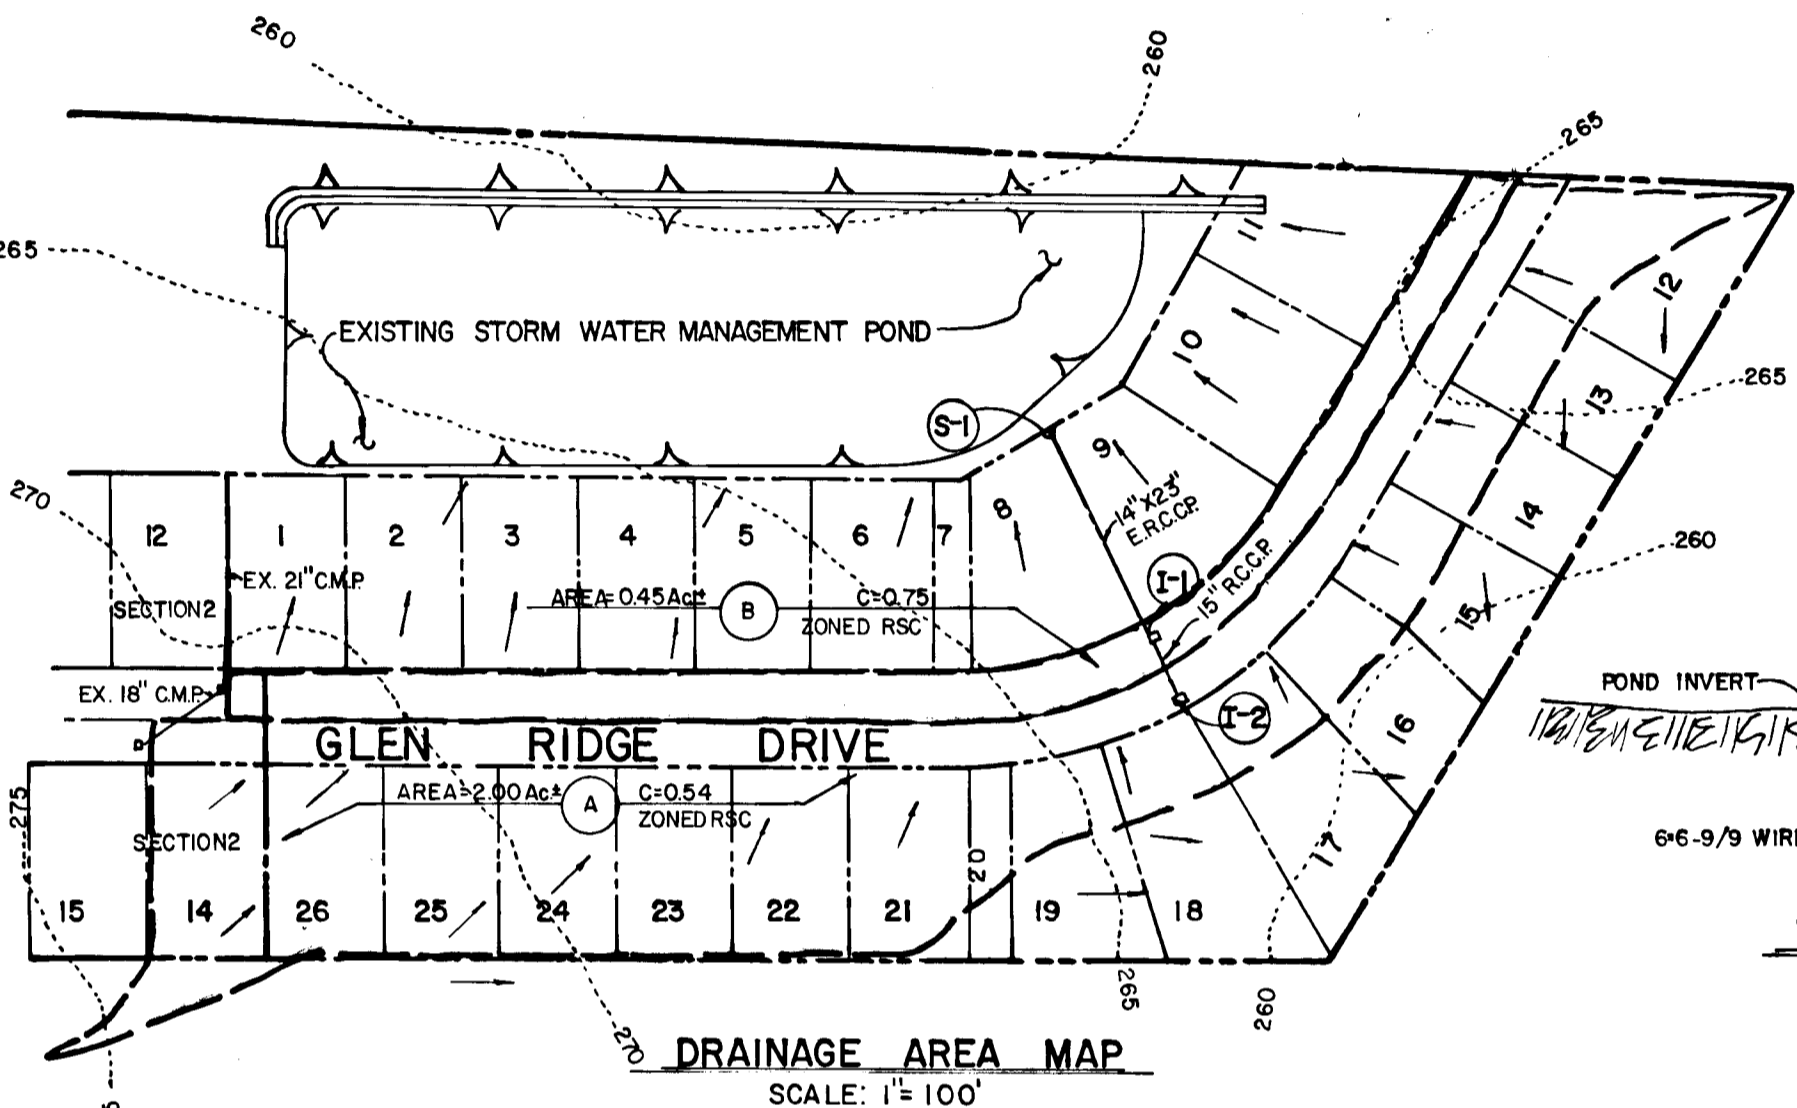 260
260
265
265
11
12
EXISTING STORM WATER MANAGEMENT POND
10
265
13
S-1
9
270
14"X23"
E.R.C.C.P.
8
14
12
1
2
3
4
5
6
7
260
EX. 21" C.M.P.
I-1
15" R.C.C.P.
SECTION 2
AREA=0.45 Ac±
B
C=0.75
ZONED RSC
15
EX. 18" C.M.P.
I-2
16
POND INVERT
GLEN RIDGE DRIVE
275
AREA=2.00 Ac±
A
C=0.54
ZONED RSC
SECTION 2
17
6*6-9/9 WIRE
20
15
14
26
25
24
23
22
21
19
18
265
260
270
DRAINAGE AREA MAP
SCALE: 1"= 100'